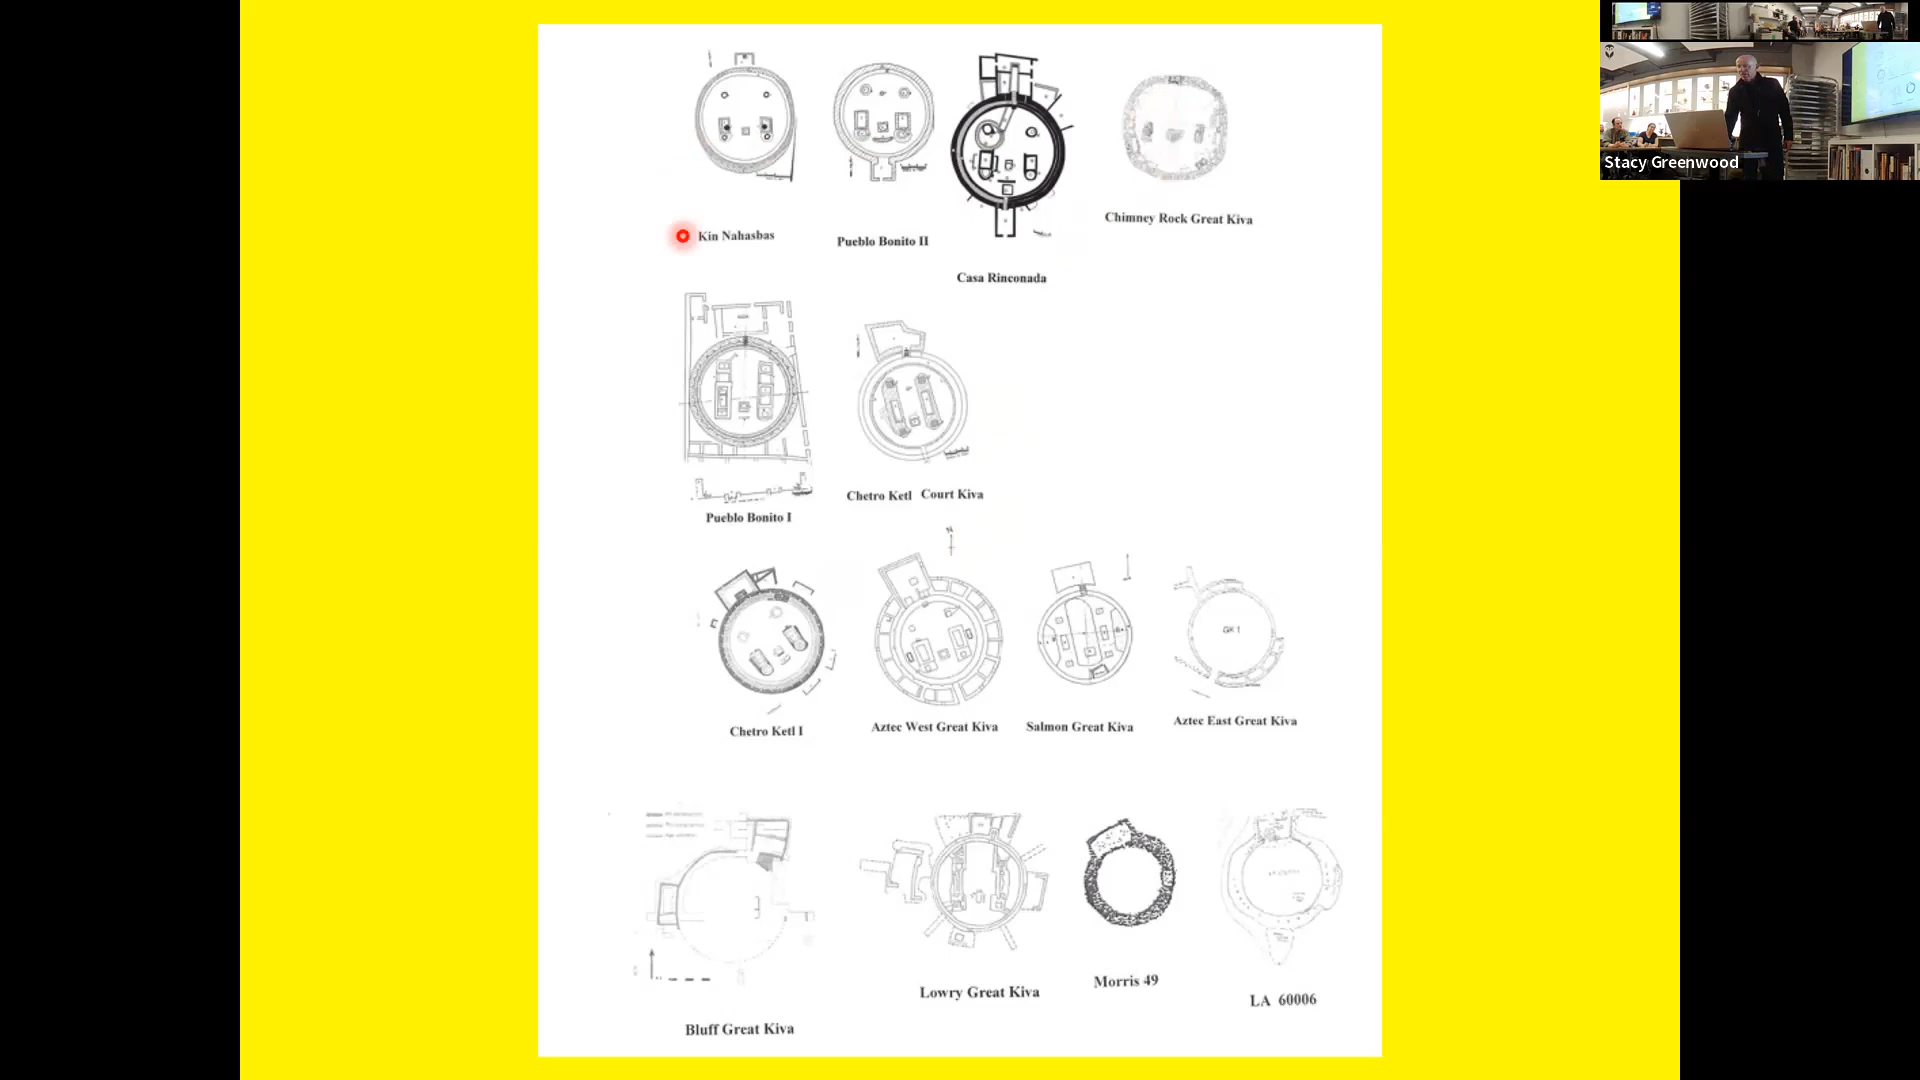 Stacy Greenwood
Kin Nahasbas
Pueblo Bonito II
Casa Rinconada
Chimney Rock Great Kiva
Pueblo Bonito I
Chetro Ketl Court Kiva
Chetro Ketl I
Aztec West Great Kiva
Salmon Great Kiva
GK 1
Aztec East Great Kiva
Bluff Great Kiva
Lowry Great Kiva
Morris 49
LA 60006